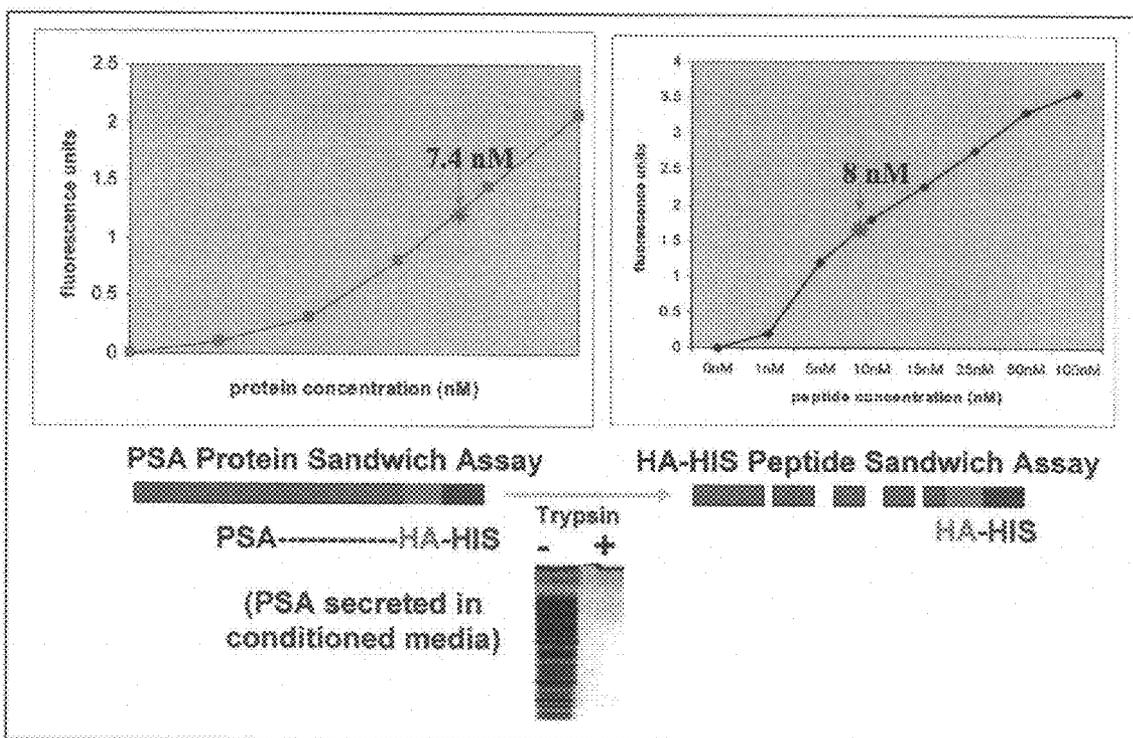 2.5
2
1.5
1
0.5
0
fluorescence units
7.4 nM
protein concentration (nM)
4
3.5
3
2.5
2
1.5
1
0.5
0
fluorescence units
8 nM
0nM 1nM 5nM 10nM 15nM 25nM 50nM 100nM
peptide concentration (nM)
PSA Protein Sandwich Assay
PSA---------------HA-HIS
(PSA secreted in
conditioned media)
Trypsin
- +
HA-HIS Peptide Sandwich Assay
HA-HIS